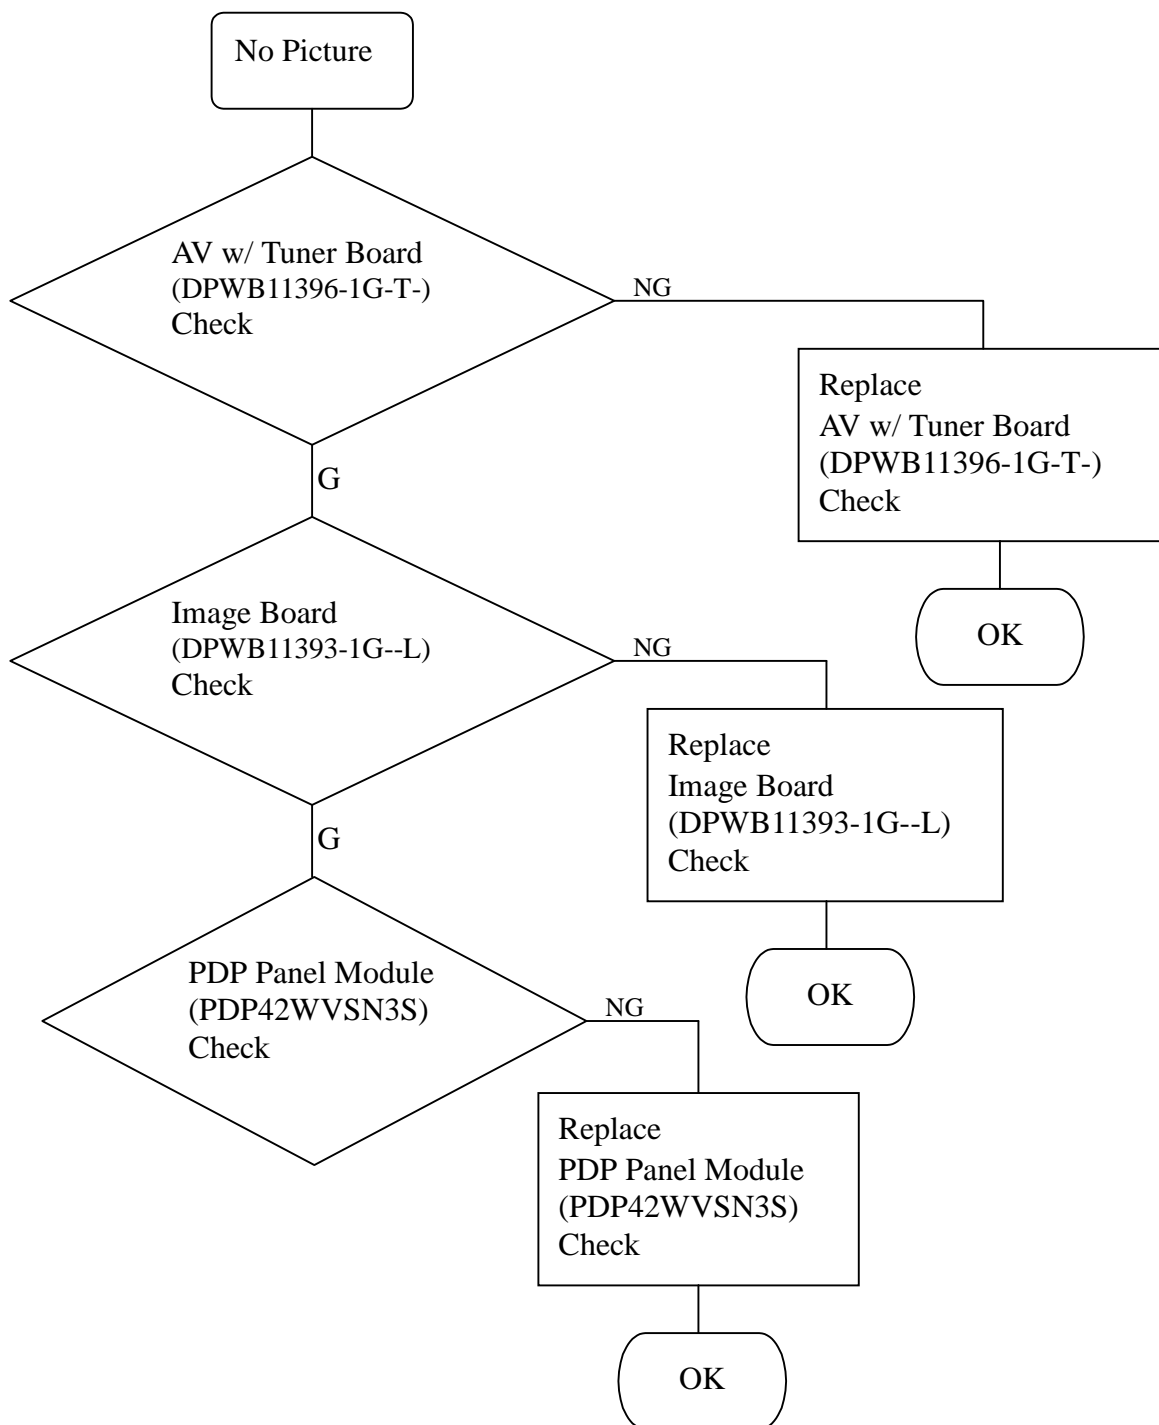 No Picture
AV w/ Tuner Board
(DPWB11396-1G-T-)
Check
NG
Replace
AV w/ Tuner Board
(DPWB11396-1G-T-)
Check
OK
G
Image Board
(DPWB11393-1G--L)
Check
NG
Replace
Image Board
(DPWB11393-1G--L)
Check
OK
G
PDP Panel Module
(PDP42WVSN3S)
Check
NG
Replace
PDP Panel Module
(PDP42WVSN3S)
Check
OK